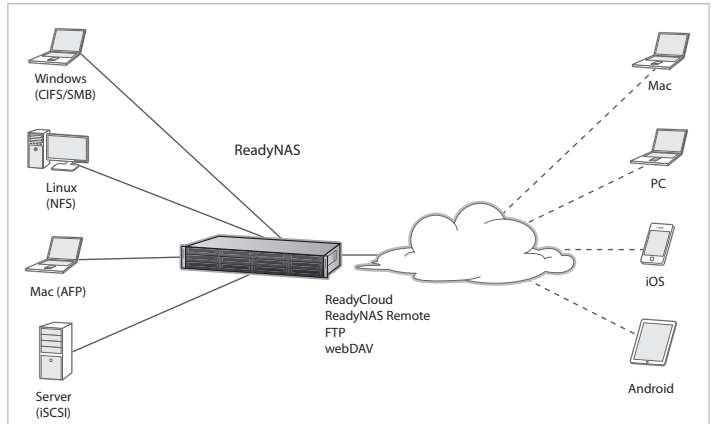 Windows
(CIFS/SMB)
Linux
(NFS)
Mac (AFP)
Server
(iSCSI)
ReadyNAS
ReadyCloud
ReadyNAS Remote
FTP
webDAV
Mac
PC
iOS
Android